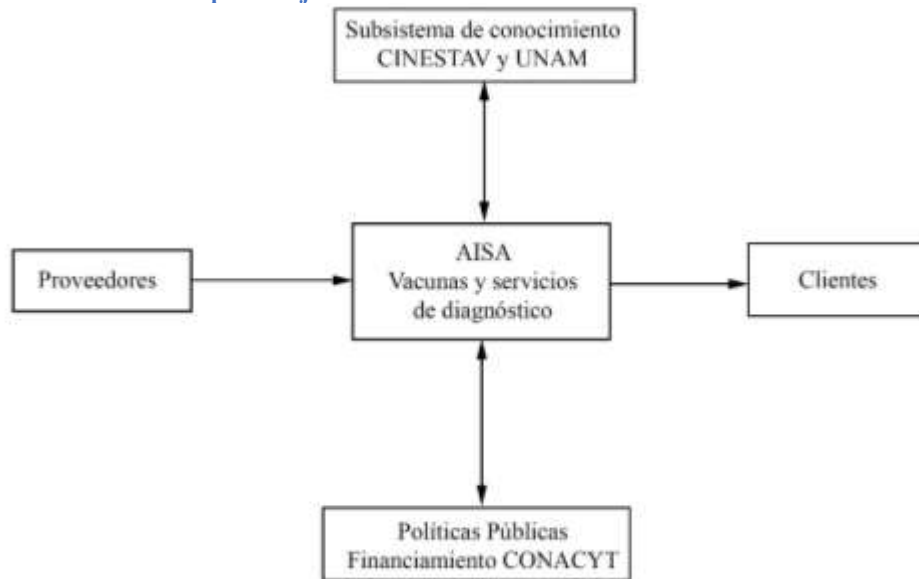 Subsistema de conocimiento
CINESTAV y UNAM
AISA
Vacunas y servicios
de diagnóstico
Proveedores
Clientes
Políticas Públicas
Financiamiento CONACYT